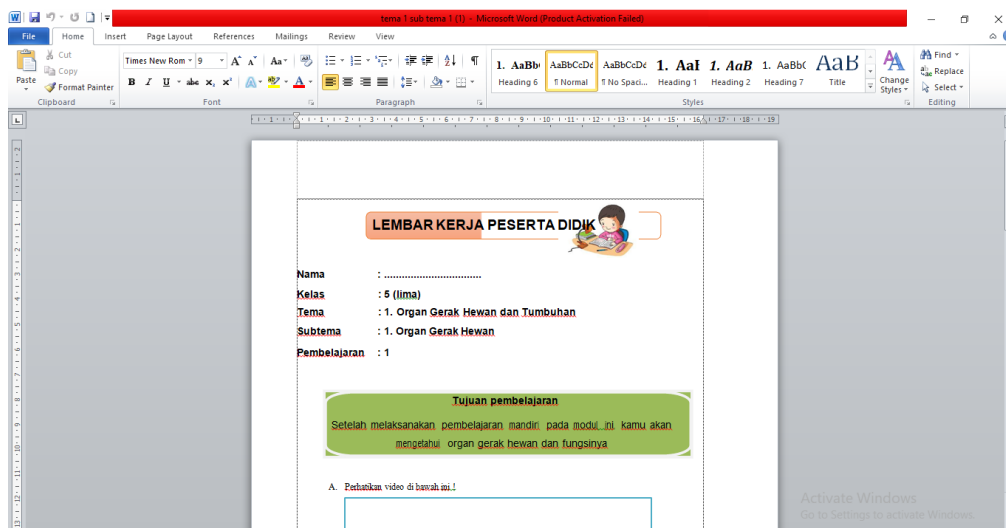 tema 1 sub tema 1 (1) - Microsoft Word (Product Activation Failed)
File Home Insert Page Layout References Mailings Review View
Cut
Copy
Format Painter
Paste
Times New Rom 9
1. AaBb AaBbCcDd AaBbCcDd 1. AaI 1. AaB 1. AaBbC AaB
Heading 6 ¶ Normal ¶ No Spaci... Heading 1 Heading 2 Heading 7 Title
Change Styles
Find
Replace
Select
Clipboard Font Paragraph Styles Editing
LEMBAR KERJA PESERTA DIDIK
Nama : ................................
Kelas : 5 (lima)
Tema : 1. Organ Gerak Hewan dan Tumbuhan
Subtema : 1. Organ Gerak Hewan
Pembelajaran : 1
Tujuan pembelajaran
Setelah melaksanakan pembelajaran mandiri pada modul ini, kamu akan
mengetahui organ gerak hewan dan fungsinya
A. Perhatikan video di bawah ini !
Activate Windows
Go to Settings to activate Windows.